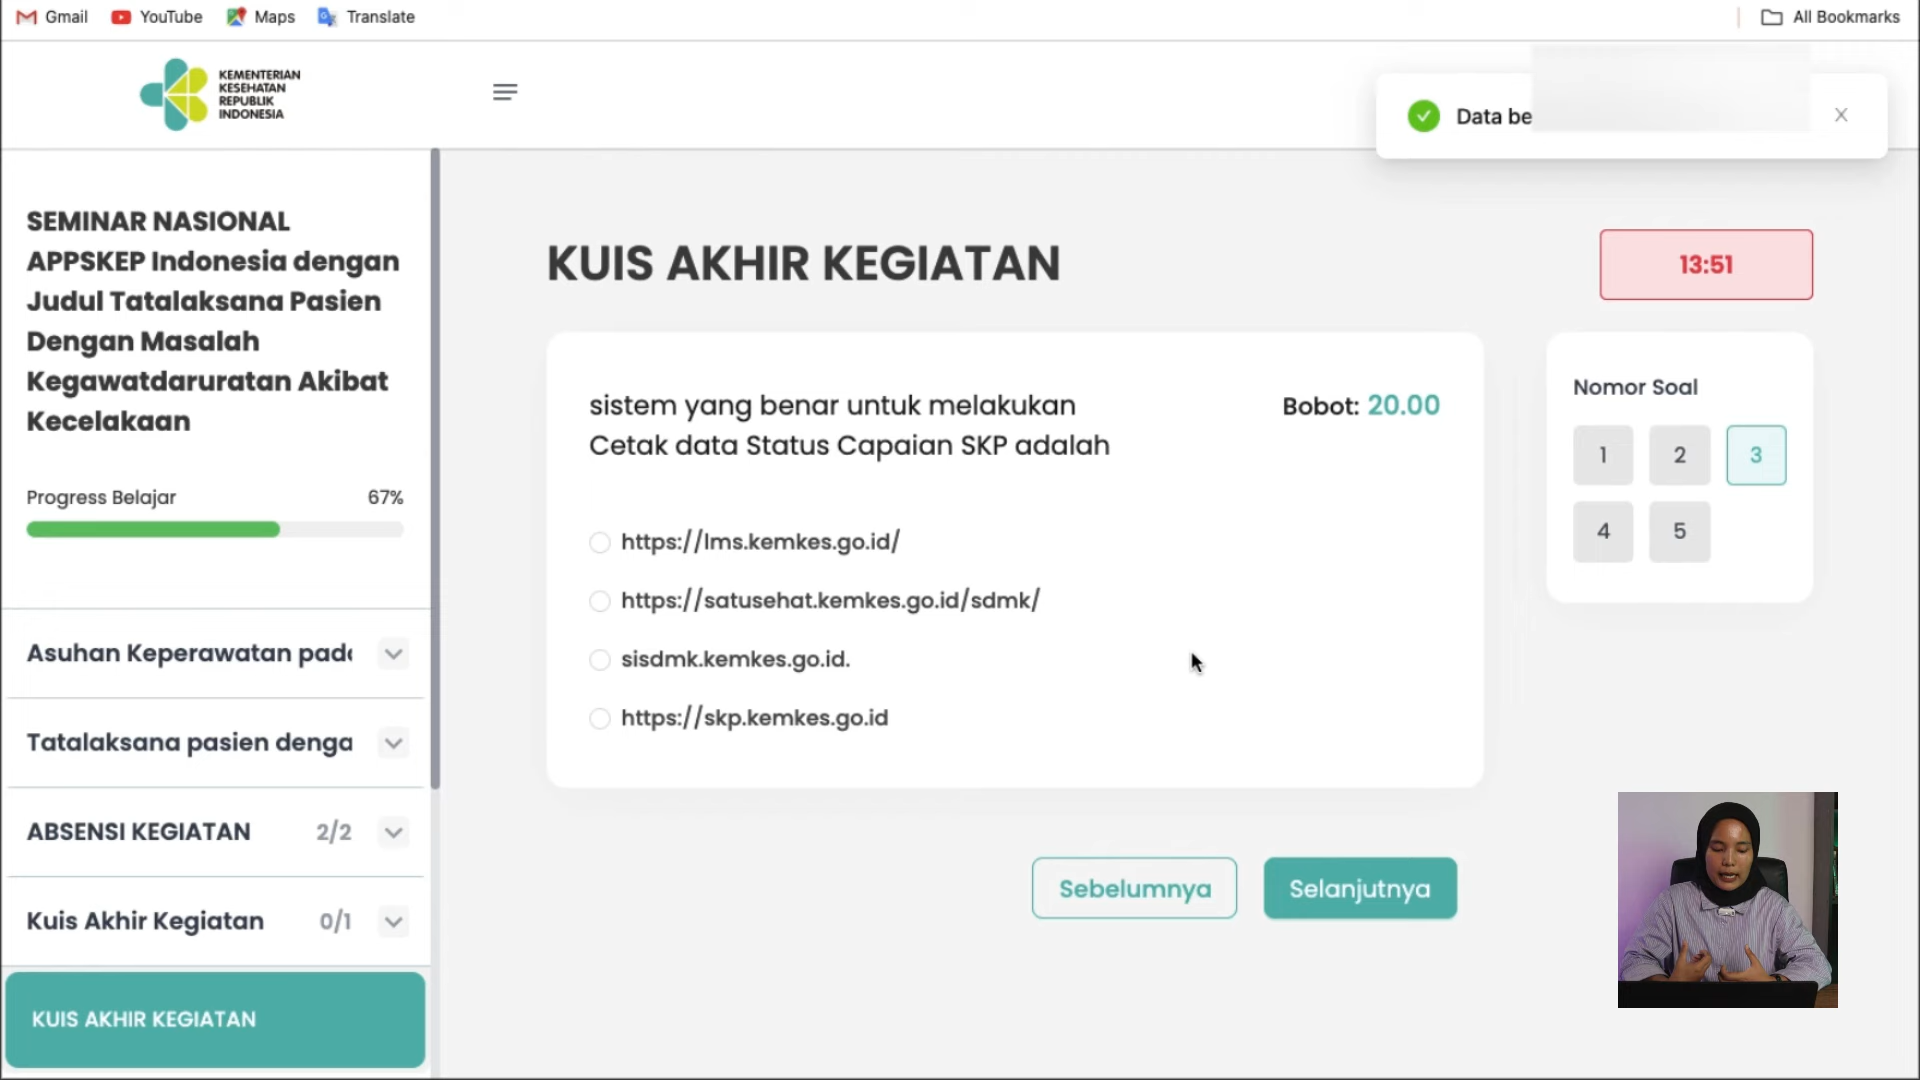 Gmail
YouTube
Maps
Translate
All Bookmarks
KEMENTERIAN
KESEHATAN
REPUBLIK
INDONESIA
Data be
SEMINAR NASIONAL
APPSKEP Indonesia dengan
Judul Tatalaksana Pasien
Dengan Masalah
Kegawatdaruratan Akibat
Kecelakaan
Progress Belajar 67%
Asuhan Keperawatan pada
Tatalaksana pasien denga
ABSENSI KEGIATAN 2/2
Kuis Akhir Kegiatan 0/1
KUIS AKHIR KEGIATAN
KUIS AKHIR KEGIATAN
13:51
sistem yang benar untuk melakukan
Cetak data Status Capaian SKP adalah
Bobot: 20.00
https://lms.kemkes.go.id/
https://satusehat.kemkes.go.id/sdmk/
sisdmk.kemkes.go.id.
https://skp.kemkes.go.id
Sebelumnya
Selanjutnya
Nomor Soal
1 2 3
4 5